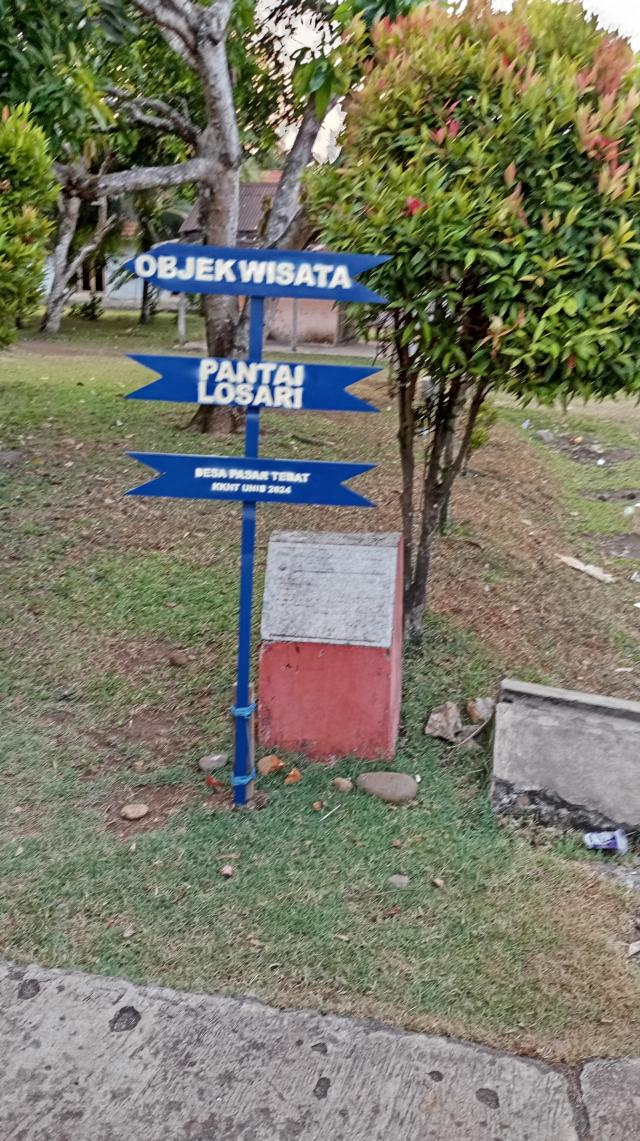 OBJEK WISATA
PANTAI
LOSARI
DESA PASAR TEBAT
KKNT UNIB 2024